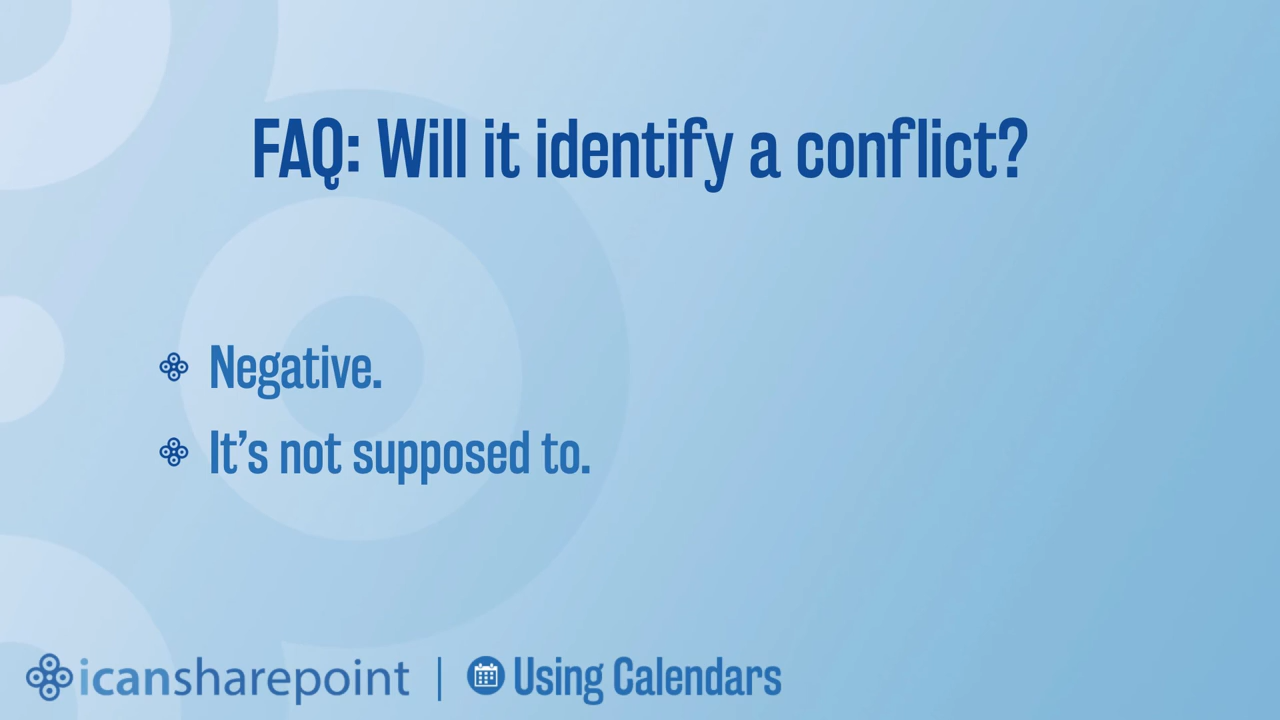 FAQ: Will it identify a conflict?
Negative.
It’s not supposed to.
icansharepoint | Using Calendars